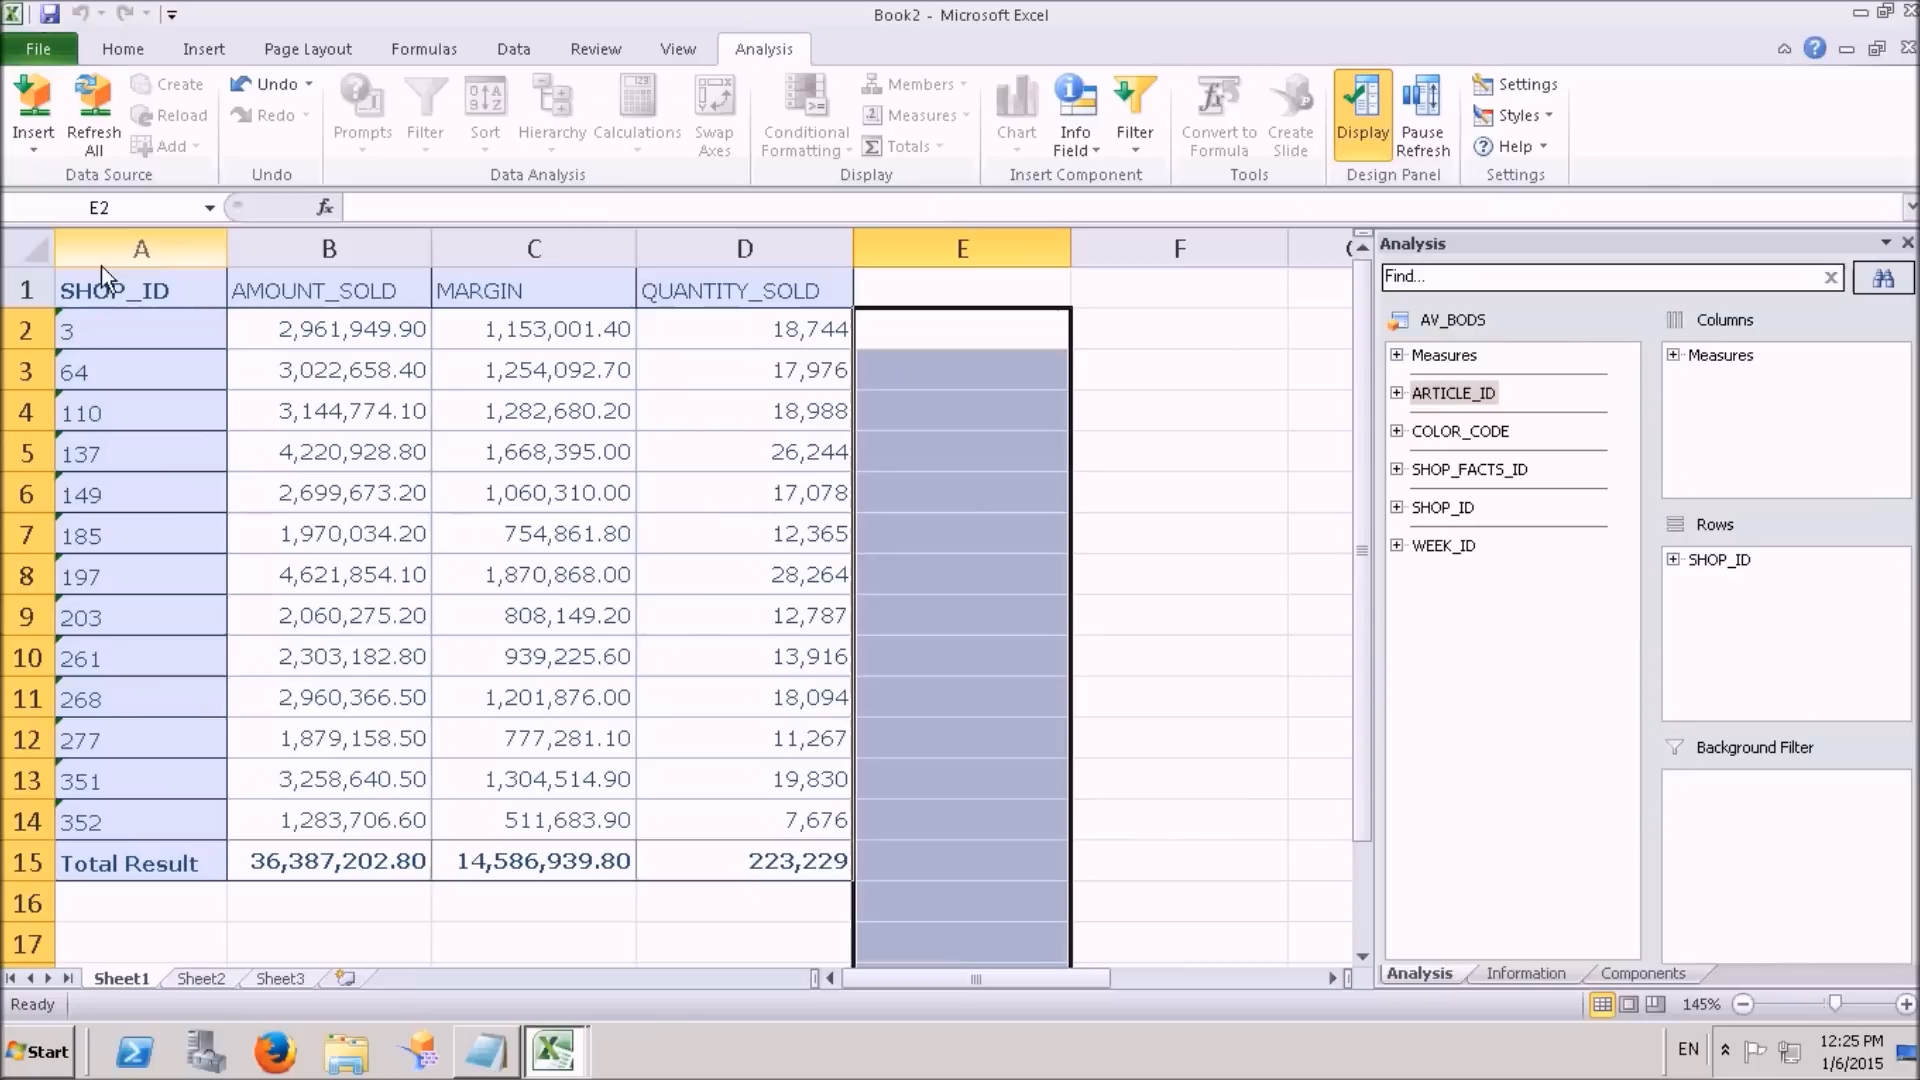 Book2 - Microsoft Excel
File Home Insert Page Layout Formulas Data Review View Analysis
Insert Refresh All Create Reload Add
Data Source
Undo Redo
Undo
Prompts Filter Sort Hierarchy Calculations Swap Axes
Data Analysis
Conditional Formatting Members Measures Totals
Display
Chart Info Field Filter
Insert Component
Convert to Formula Create Slide
Tools
Display Pause Refresh
Design Panel
Settings Styles Help
Settings
E2 fx
A B C D E F
1 SHOP_ID AMOUNT_SOLD MARGIN QUANTITY_SOLD
2 3 2,961,949.90 1,153,001.40 18,744
3 64 3,022,658.40 1,254,092.70 17,976
4 110 3,144,774.10 1,282,680.20 18,988
5 137 4,220,928.80 1,668,395.00 26,244
6 149 2,699,673.20 1,060,310.00 17,078
7 185 1,970,034.20 754,861.80 12,365
8 197 4,621,854.10 1,870,868.00 28,264
9 203 2,060,275.20 808,149.20 12,787
10 261 2,303,182.80 939,225.60 13,916
11 268 2,960,366.50 1,201,876.00 18,094
12 277 1,879,158.50 777,281.10 11,267
13 351 3,258,640.50 1,304,514.90 19,830
14 352 1,283,706.60 511,683.90 7,676
15 Total Result 36,387,202.80 14,586,939.80 223,229
16
17
Analysis
Find...
AV_BODS
Measures
ARTICLE_ID
COLOR_CODE
SHOP_FACTS_ID
SHOP_ID
WEEK_ID
Columns
Measures
Rows
SHOP_ID
Background Filter
Sheet1 Sheet2 Sheet3
Analysis Information Components
Ready 145%
Start EN 12:25 PM
1/6/2015